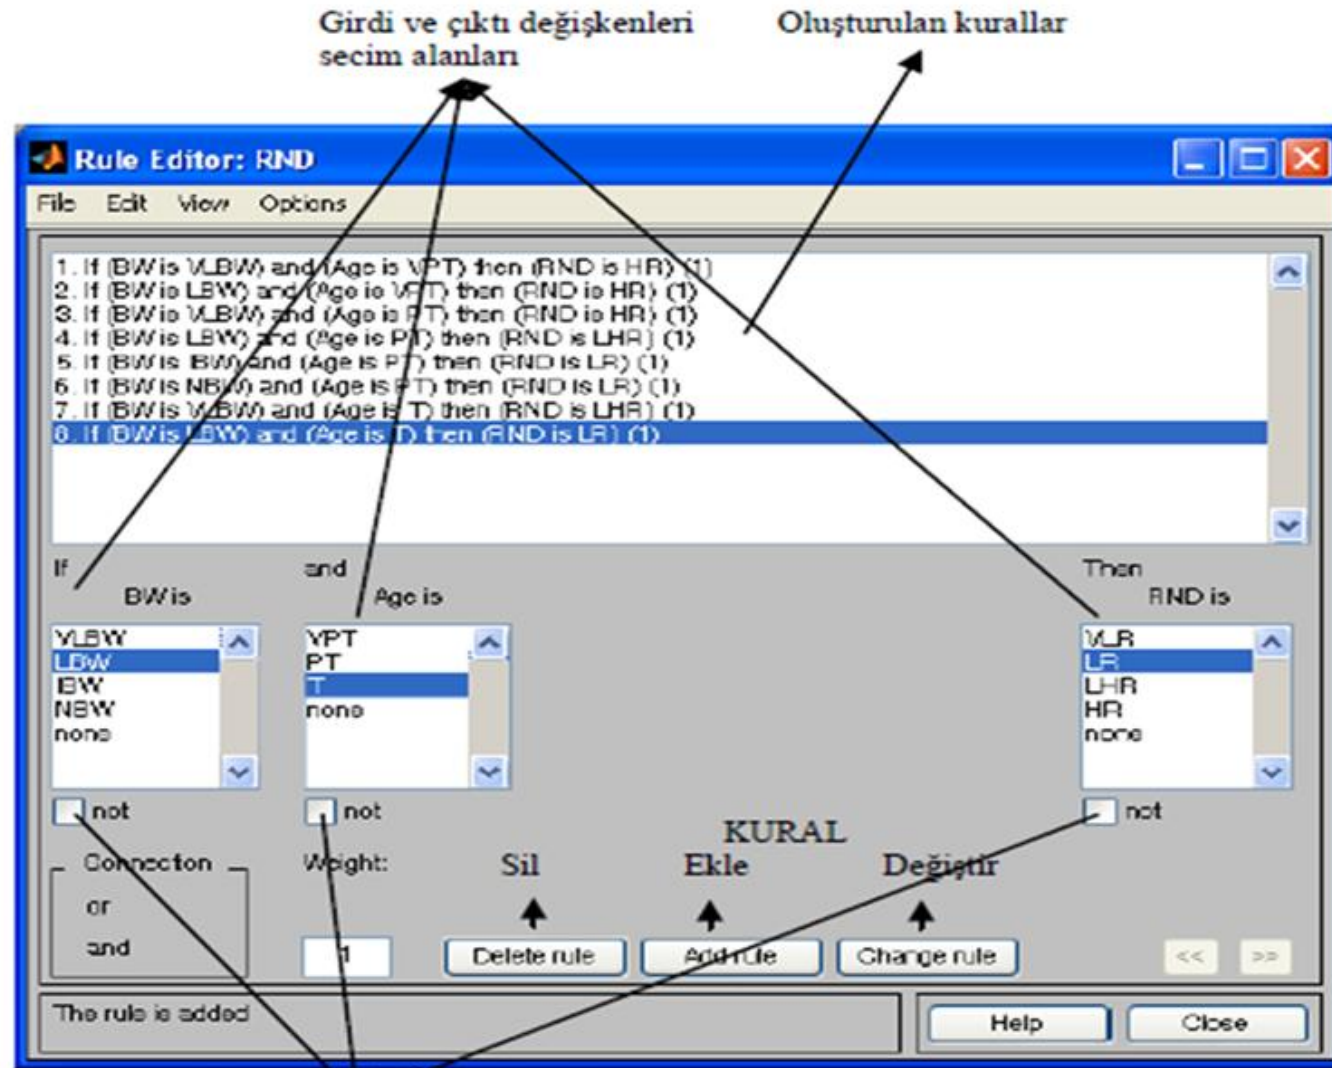 Girdi ve çıktı değişkenleri
secim alanları
Oluşturulan kurallar
Rule Editor: RND
File Edit View Options
1. If (BW is VLBW) and (Age is VPT) then (RND is HR) (1)
2. If (BW is LBW) and (Age is VPT) then (RND is HR) (1)
3. If (BW is VLBW) and (Age is PT) then (RND is HR) (1)
4. If (BW is LBW) and (Age is PT) then (RND is LHR) (1)
5. If (BW is IBW) and (Age is PT) then (RND is LR) (1)
6. If (BW is NBW) and (Age is PT) then (RND is LR) (1)
7. If (BW is VLBW) and (Age is T) then (RND is LHR) (1)
8. If (BW is LBW) and (Age is T) then (RND is LR) (1)
If and Then
BW is Age is RND is
VLBW VPT VLR
LBW PT LR
IBW T LHR
NBW none HR
none none
not not not
KURAL
Connection Weight: Sil Ekle Değiştir
or
and 1 Delete rule Add rule Change rule << >>
The rule is added Help Close